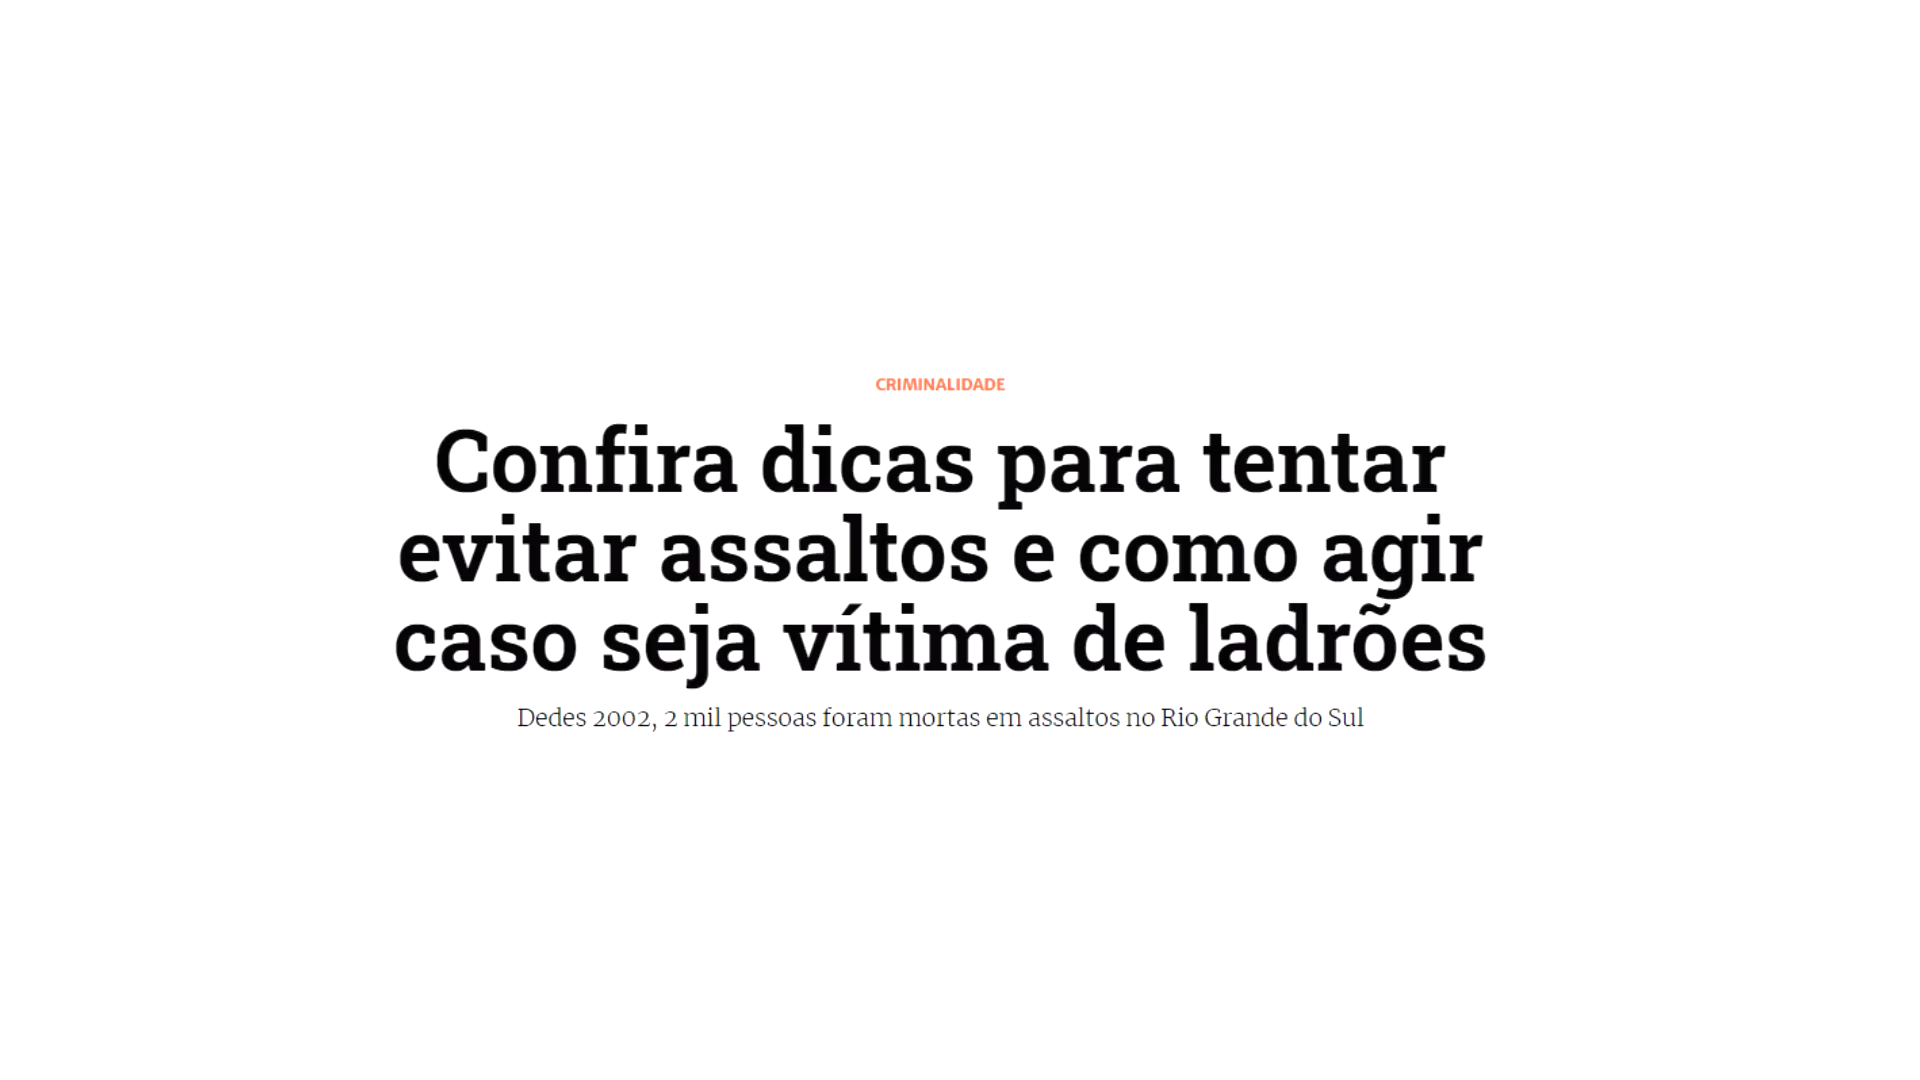 CRIMINALIDADE
Confira dicas para tentar
evitar assaltos e como agir
caso seja vítima de ladrões
Dedes 2002, 2 mil pessoas foram mortas em assaltos no Rio Grande do Sul